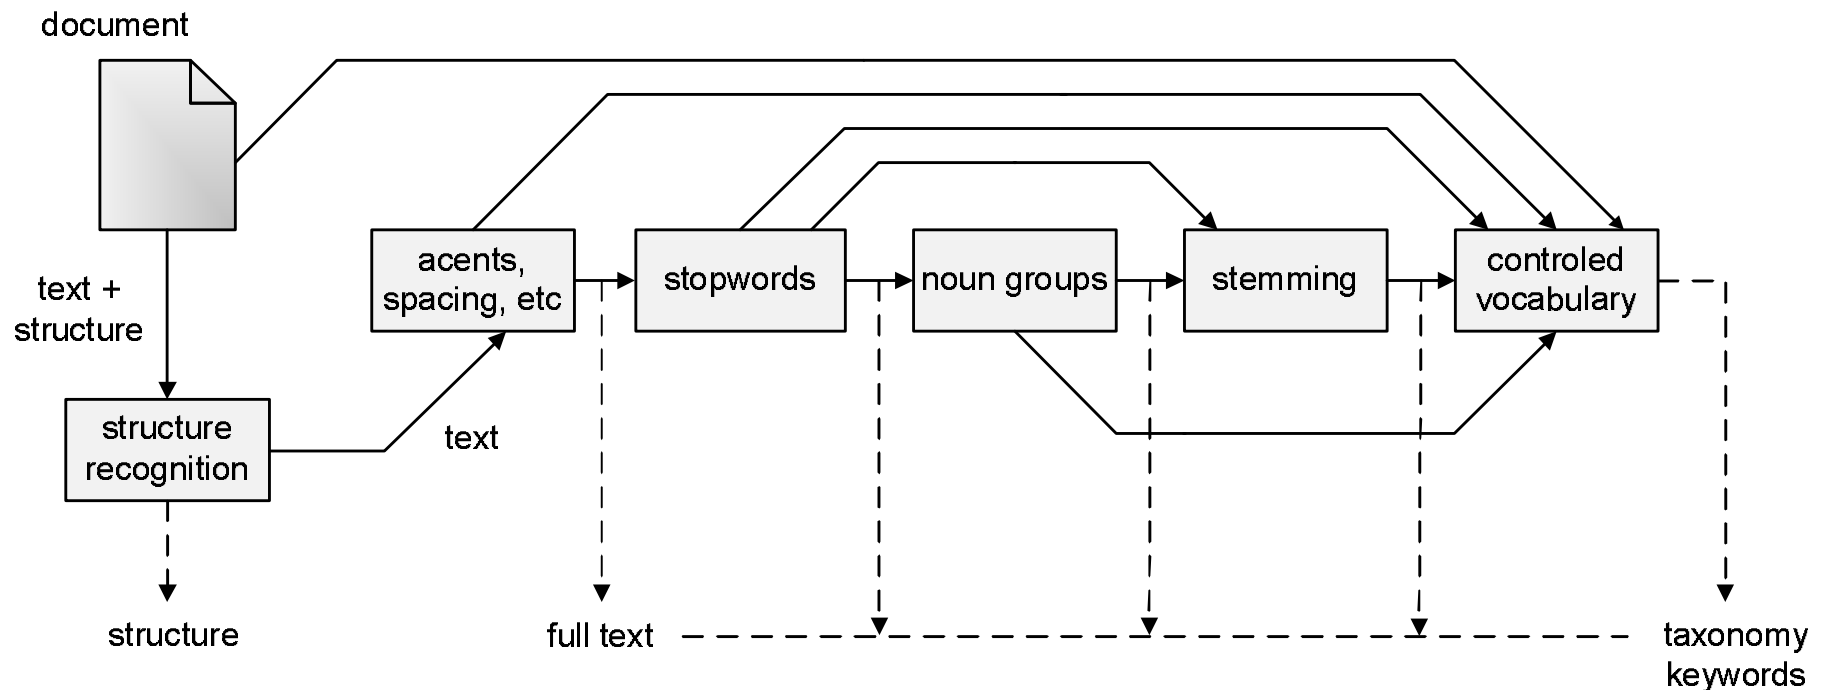 document
text +
structure
structure
recognition
structure
text
acents,
spacing, etc
stopwords
noun groups
stemming
controled
vocabulary
full text
taxonomy
keywords